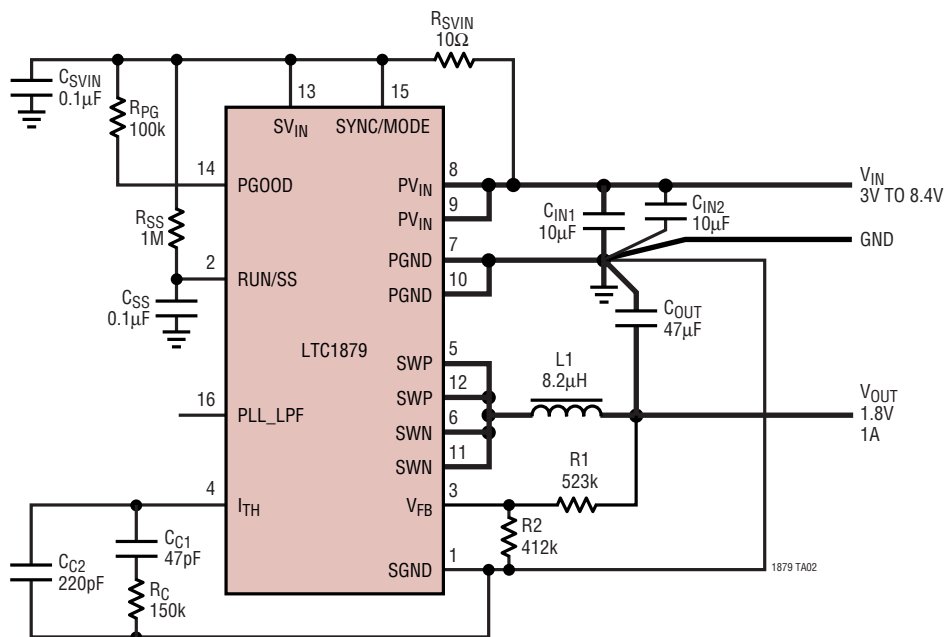 R_SVIN
10Ω
C_SVIN
0.1µF
13
15
R_PG
100k
SV_IN
SYNC/MODE
14
PGOOD
PV_IN
8
V_IN
3V TO 8.4V
9
PV_IN
C_IN1
10µF
C_IN2
10µF
R_SS
1M
7
PGND
GND
2
RUN/SS
10
PGND
C_SS
0.1µF
C_OUT
47µF
LTC1879
5
SWP
L1
8.2µH
12
SWP
V_OUT
1.8V
1A
16
PLL_LPF
6
SWN
11
SWN
R1
523k
4
I_TH
3
V_FB
R2
412k
C_C1
47pF
C_C2
220pF
1
SGND
1879 TA02
R_C
150k